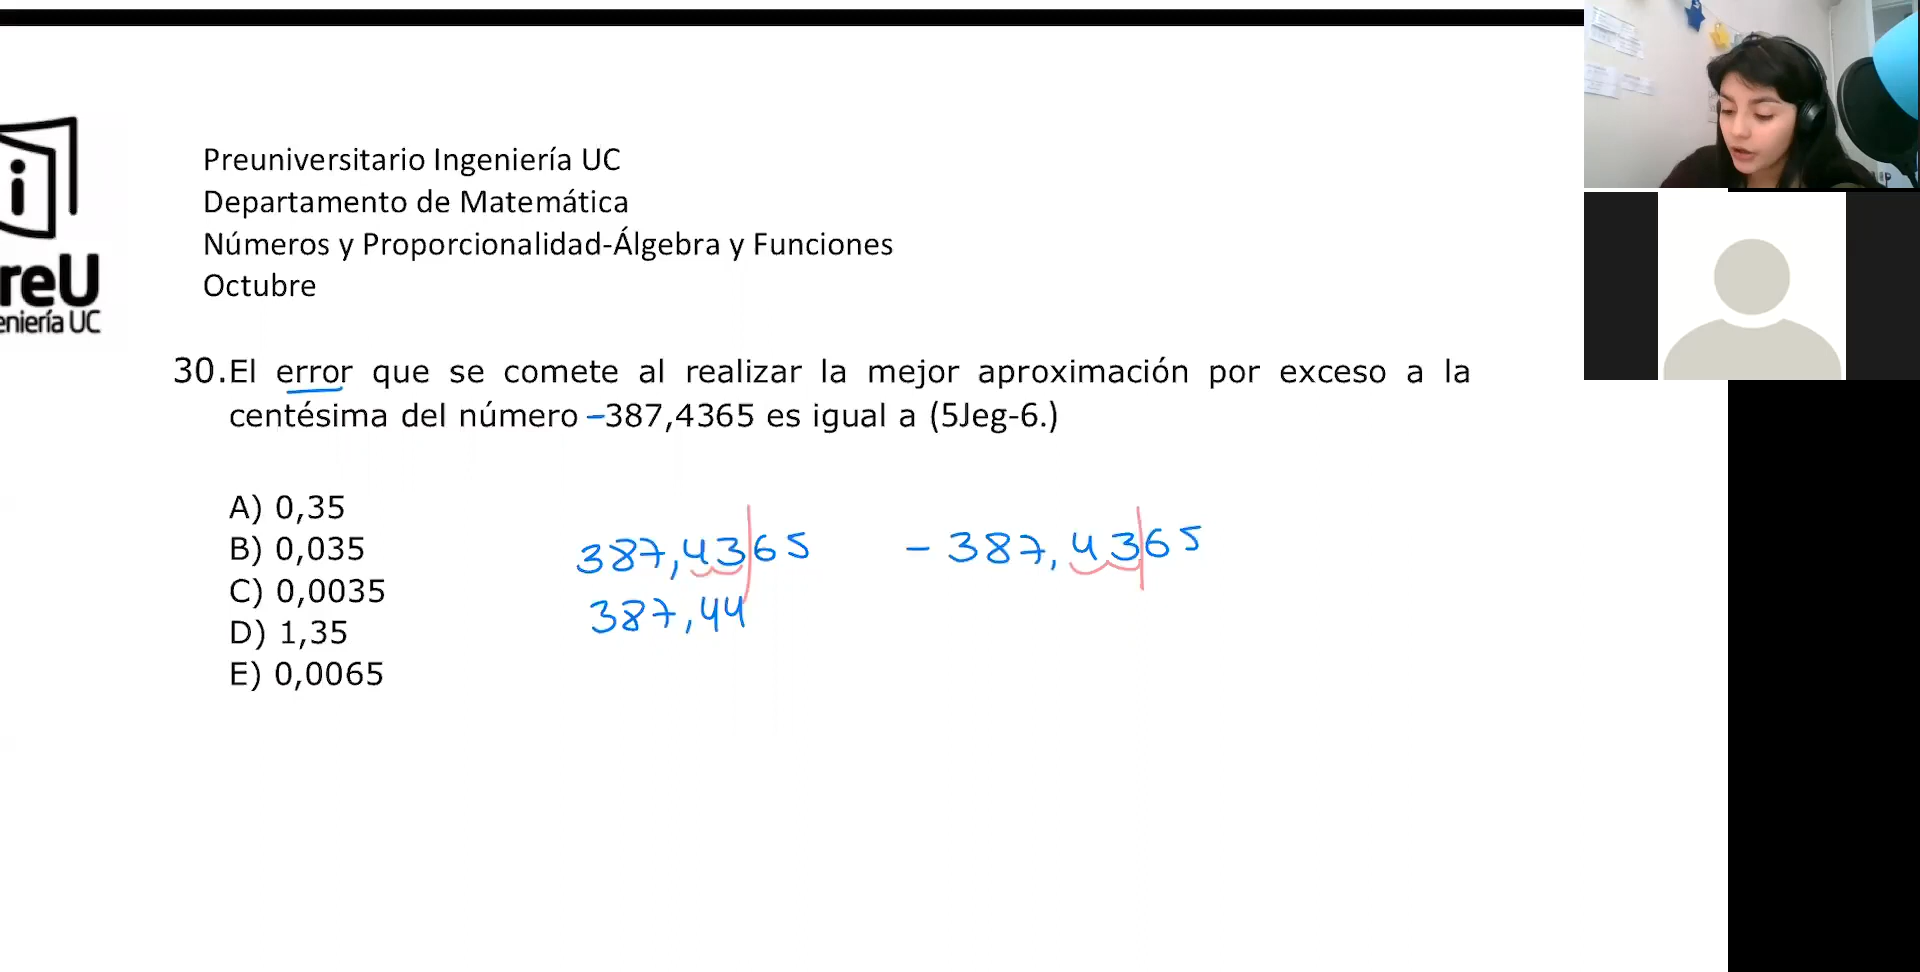 Preuniversitario Ingeniería UC
Departamento de Matemática
Números y Proporcionalidad-Álgebra y Funciones
Octubre
i
reU
eniería UC
30. El error que se comete al realizar la mejor aproximación por exceso a la
centésima del número -387,4365 es igual a (5Jeg-6.)
A) 0,35
B) 0,035
C) 0,0035
D) 1,35
E) 0,0065
387,4365
387,44
- 387,4365